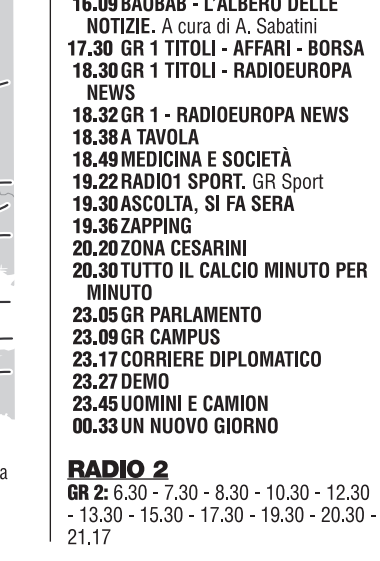 16.09 BAOBAB - L'ALBERO DELLE
NOTIZIE. A cura di A. Sabatini
17.30 GR 1 TITOLI - AFFARI - BORSA
18.30 GR 1 TITOLI - RADIOEUROPA
NEWS
18.32 GR 1 - RADIOEUROPA NEWS
18.38 A TAVOLA
18.49 MEDICINA E SOCIETÀ
19.22 RADIO1 SPORT. GR Sport
19.30 ASCOLTA, SI FA SERA
19.36 ZAPPING
20.20 ZONA CESARINI
20.30 TUTTO IL CALCIO MINUTO PER
MINUTO
23.05 GR PARLAMENTO
23.09 GR CAMPUS
23.17 CORRIERE DIPLOMATICO
23.27 DEMO
23.45 UOMINI E CAMION
00.33 UN NUOVO GIORNO
a
RADIO 2
GR 2: 6.30 - 7.30 - 8.30 - 10.30 - 12.30
- 13.30 - 15.30 - 17.30 - 19.30 - 20.30 -
21.17